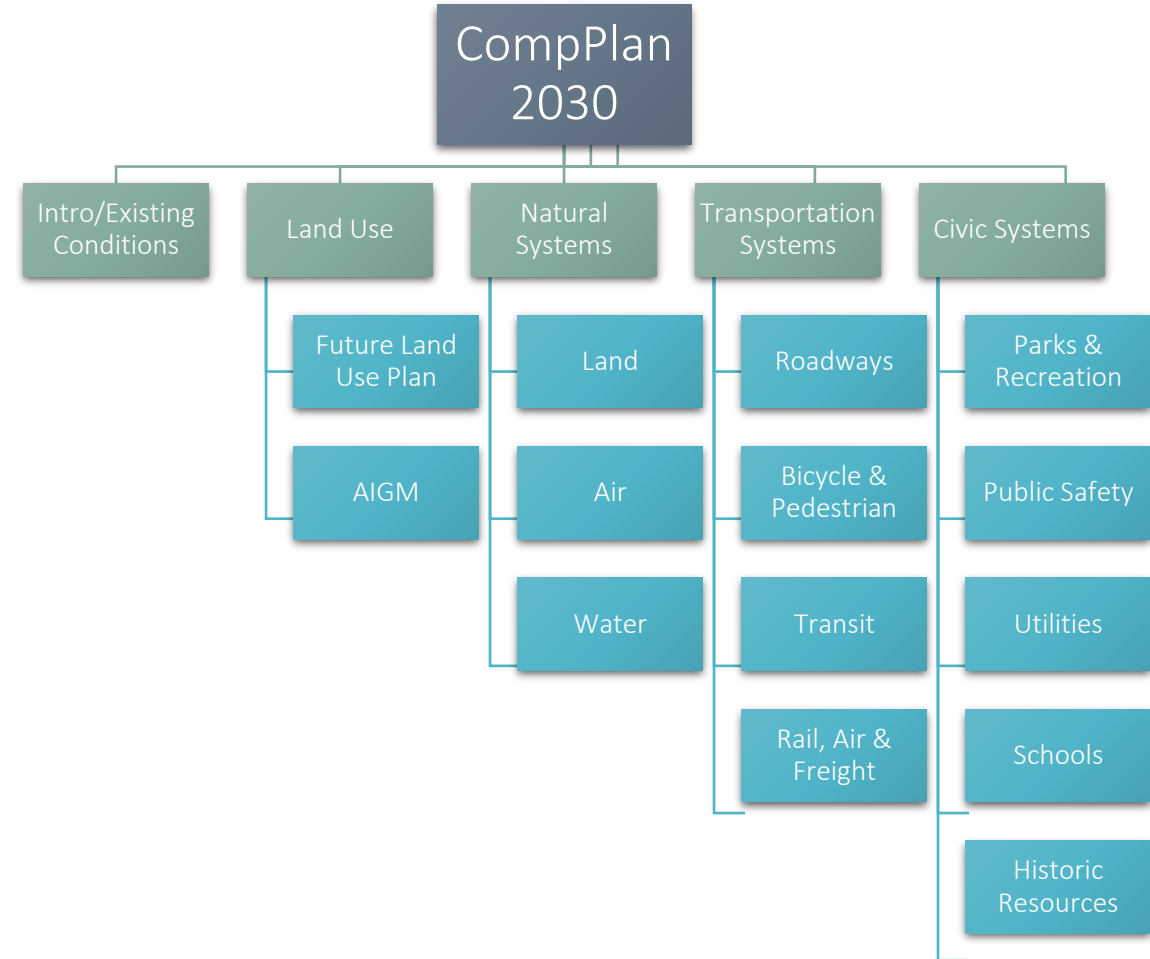 CompPlan
2030
Intro/Existing
Conditions
Land Use
Future Land
Use Plan
AIGM
Natural
Systems
Land
Air
Water
Transportation
Systems
Roadways
Bicycle &
Pedestrian
Transit
Rail, Air &
Freight
Civic Systems
Parks &
Recreation
Public Safety
Utilities
Schools
Historic
Resources